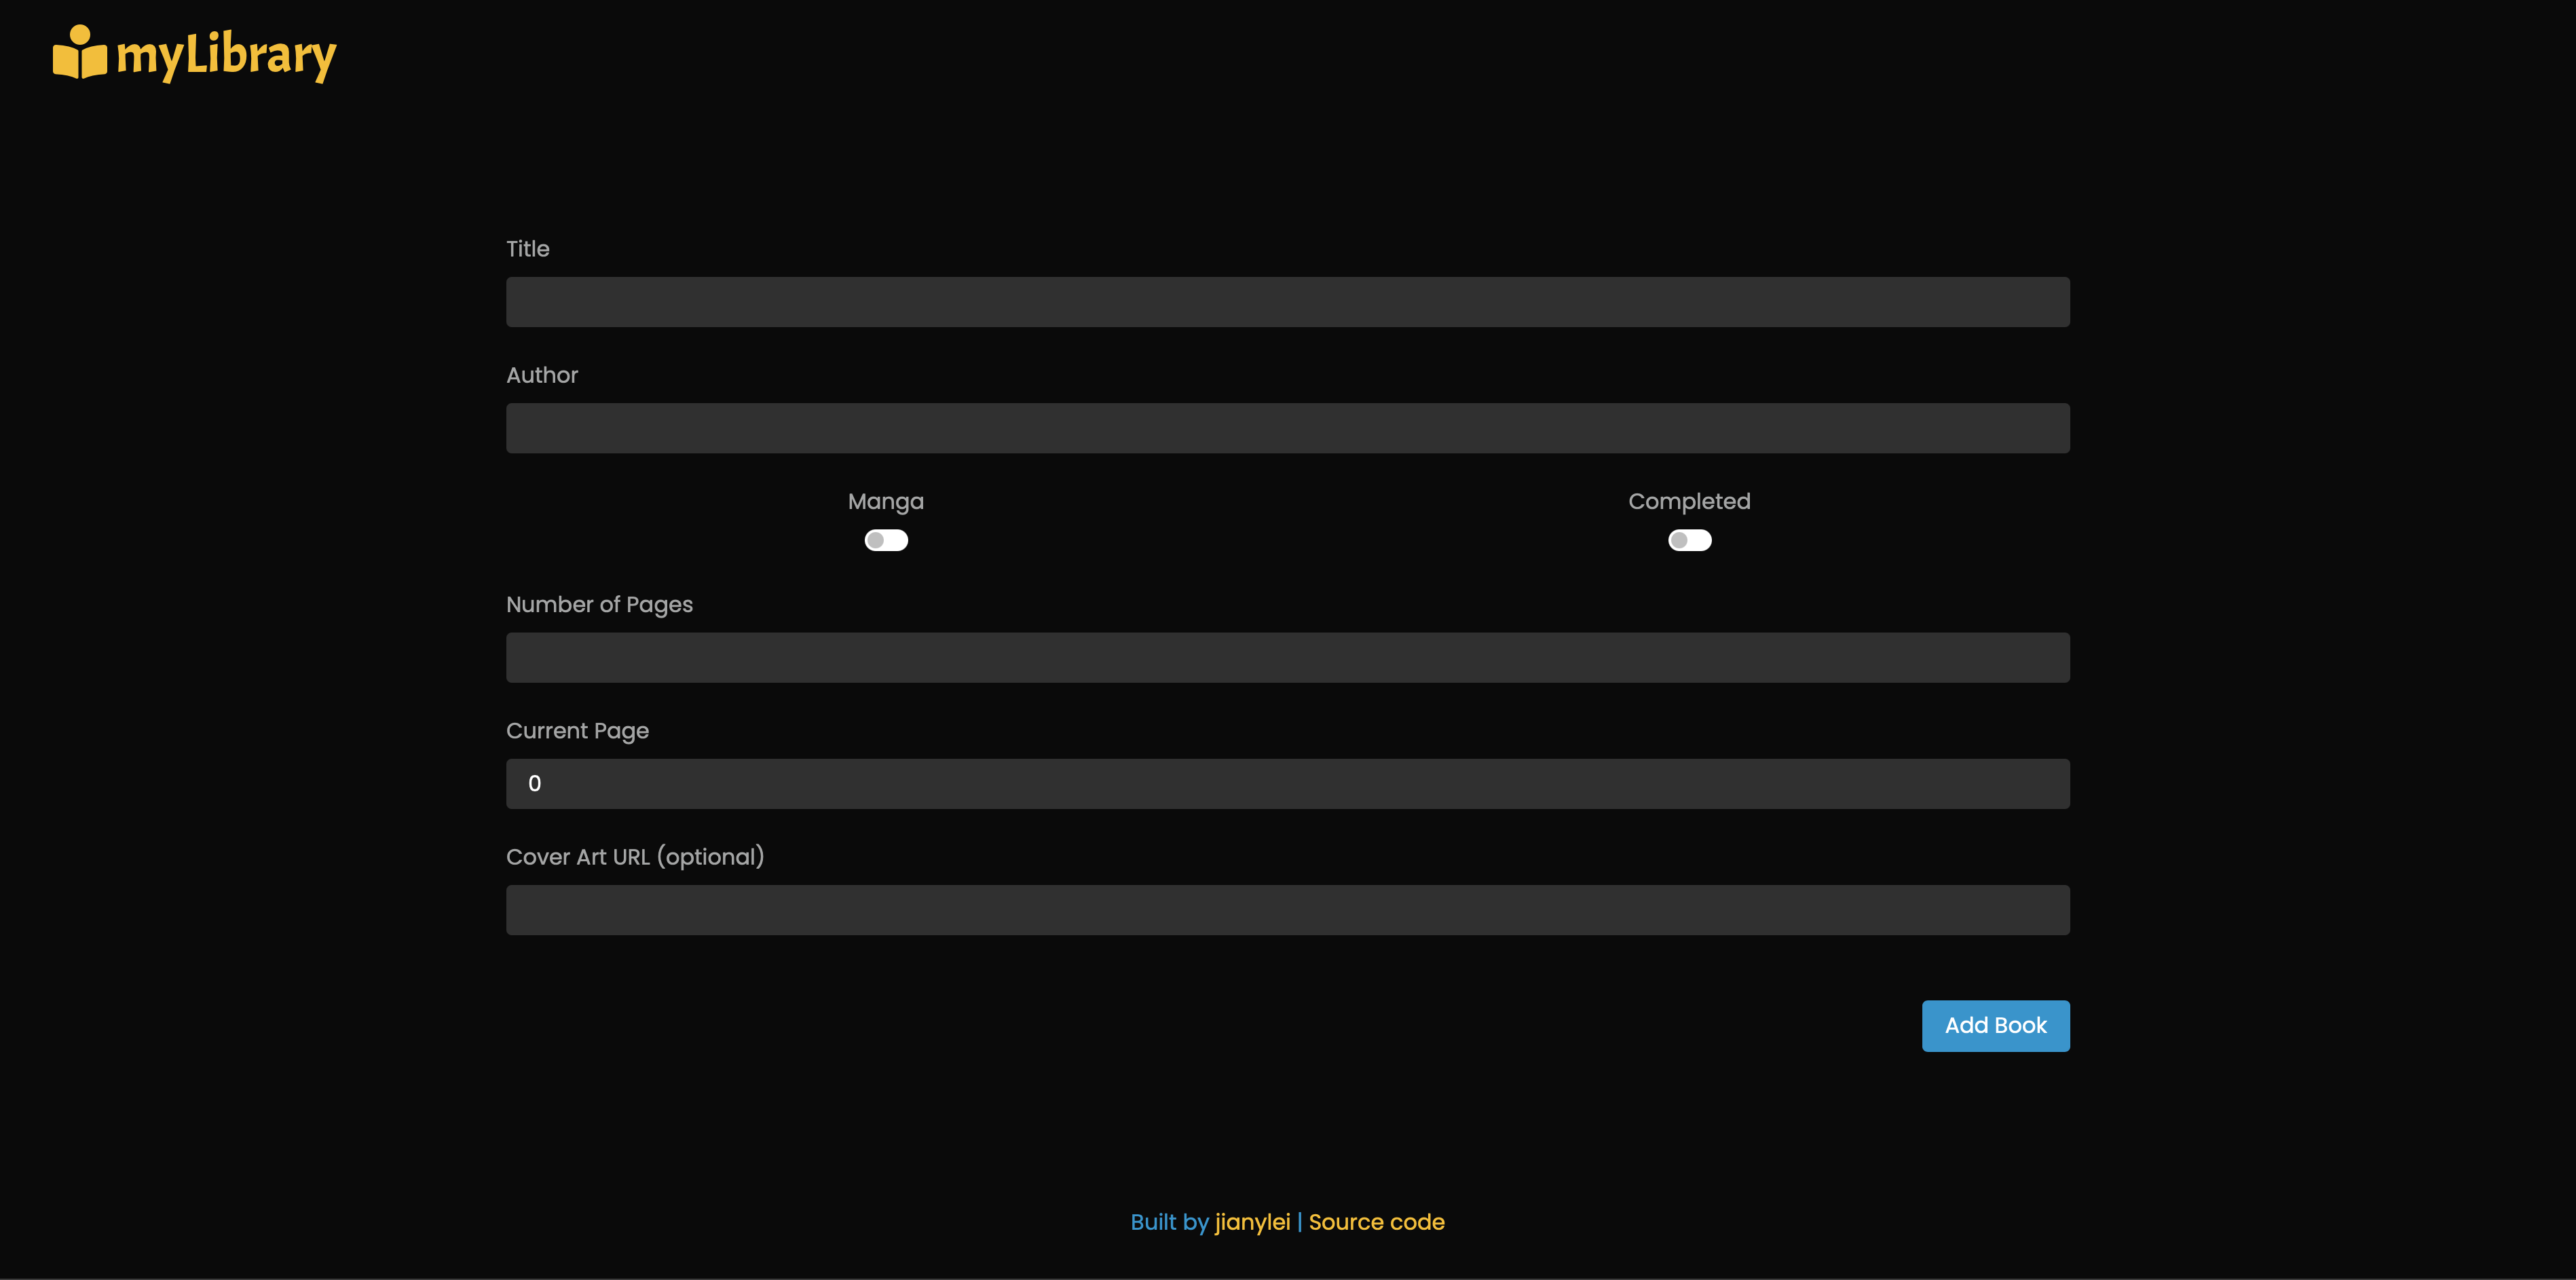 myLibrary
Title
Author
Manga
Completed
Number of Pages
Current Page
0
Cover Art URL (optional)
Add Book
Built by jianylei | Source code